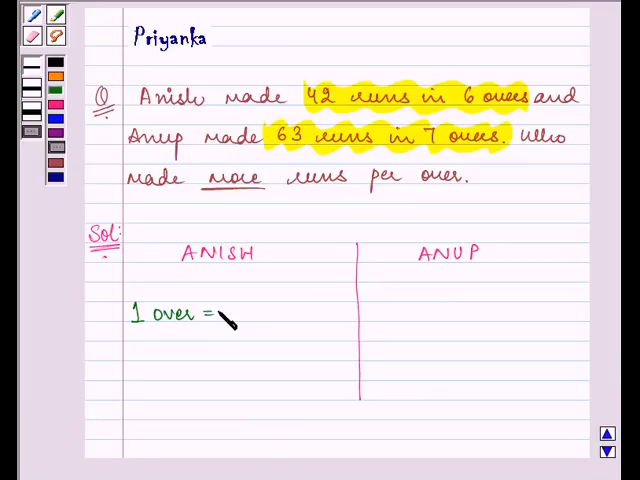 Priyanka
Q Anish made 42 runs in 6 overs and
Anup made 63 runs in 7 overs. Who
made more runs per over.
Sol:
ANISH ANUP
1 over =